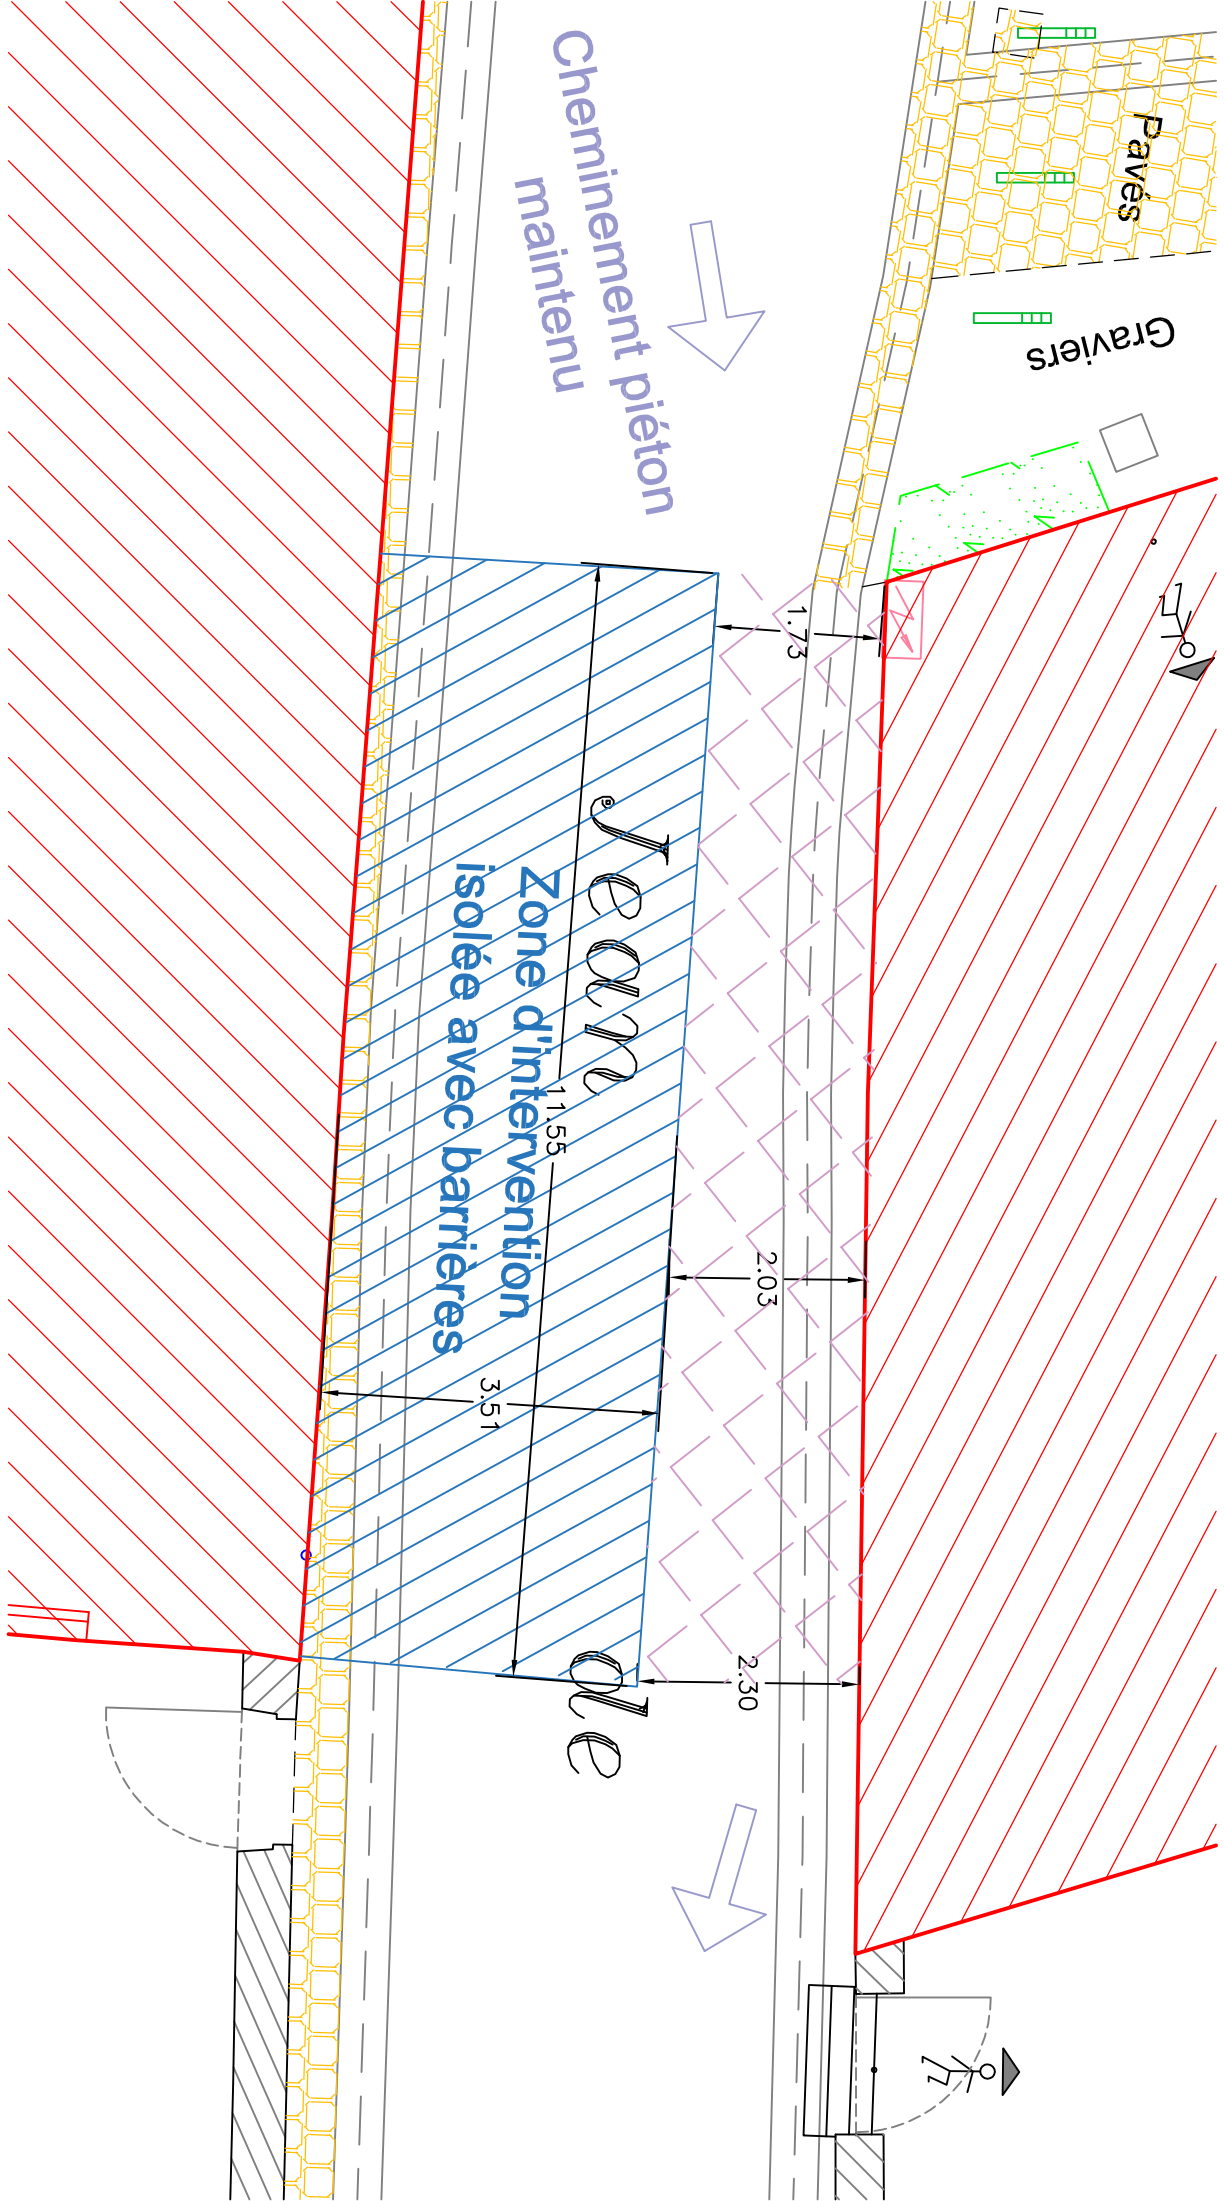 Cheminement piéton
maintenu
Pavés
Graviers
1.73
Jean
Zone d'intervention
isolée avec barrières
11.55
2.03
3.51
2.30
de